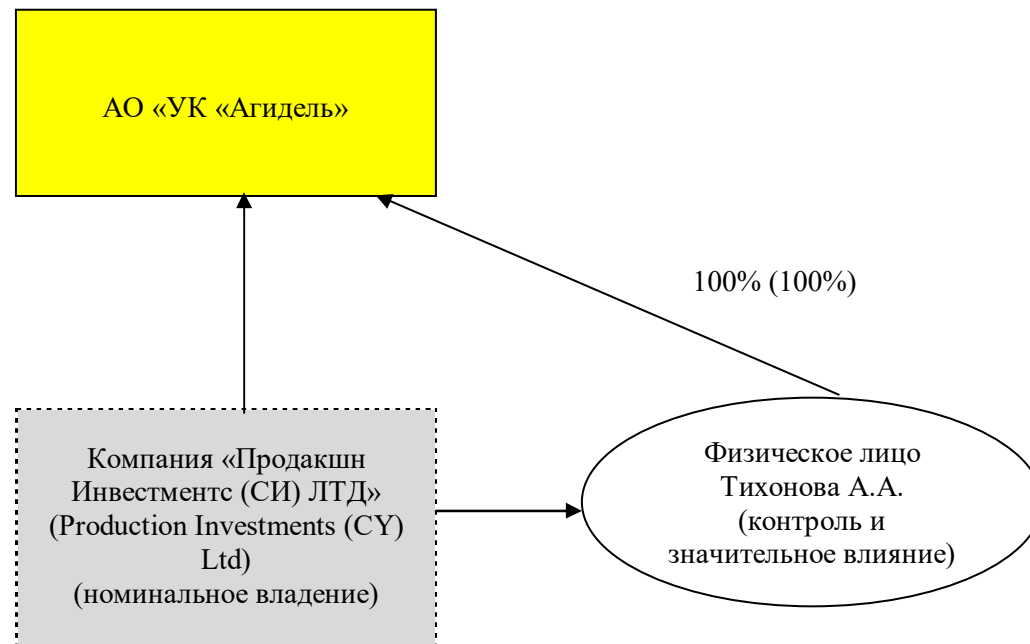 АО «УК «Агидель»
100% (100%)
Компания «Продакшн
Инвестментс (СИ) ЛТД»
(Production Investments (CY)
Ltd)
(номинальное владение)
Физическое лицо
Тихонова А.А.
(контроль и
значительное влияние)